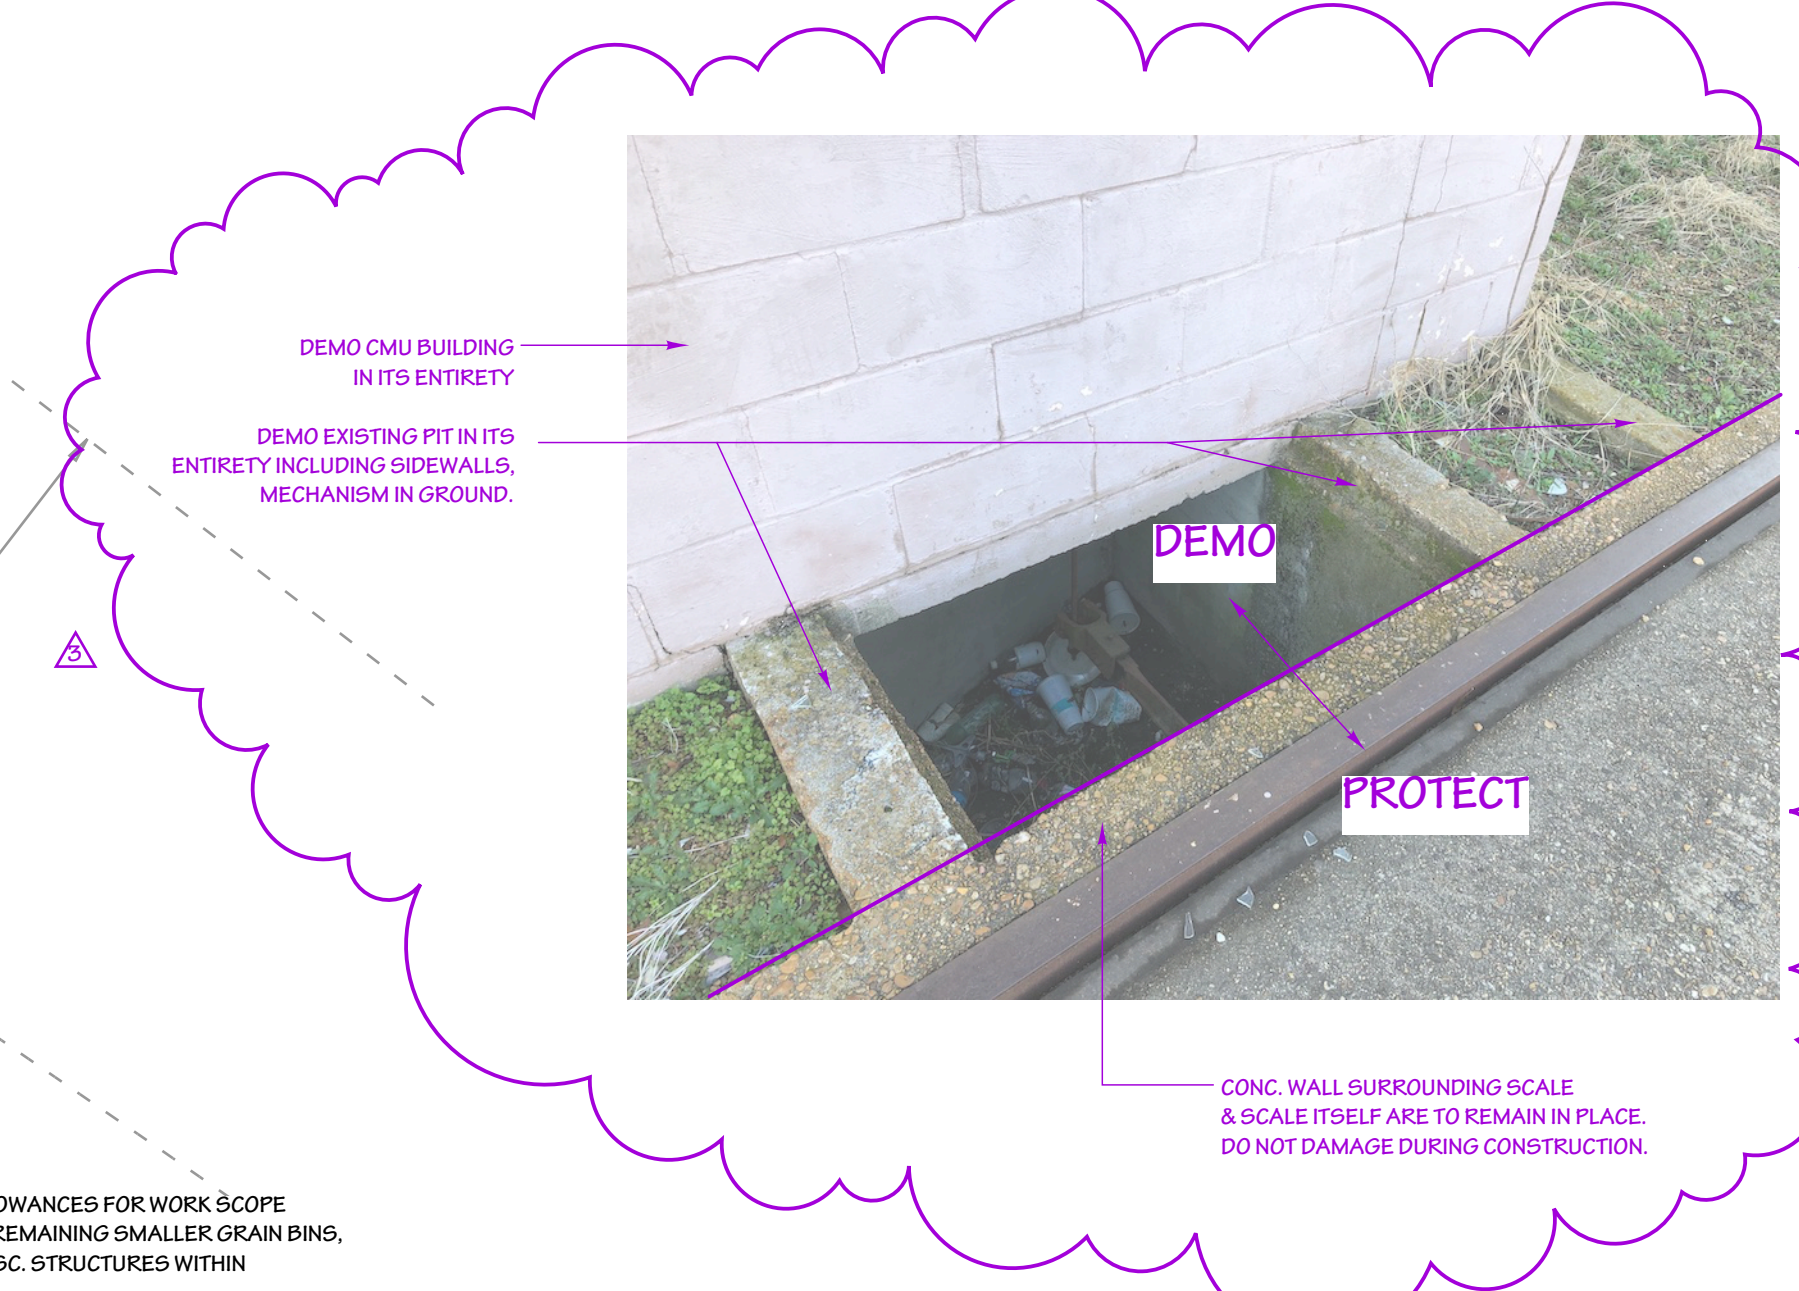 DEMO CMU BUILDING
IN ITS ENTIRETY
DEMO EXISTING PIT IN ITS
ENTIRETY INCLUDING SIDEWALLS,
MECHANISM IN GROUND.
DEMO
3
PROTECT
CONC. WALL SURROUNDING SCALE
& SCALE ITSELF ARE TO REMAIN IN PLACE.
DO NOT DAMAGE DURING CONSTRUCTION.
OWANCES FOR WORK SCOPE
REMAINING SMALLER GRAIN BINS,
SC. STRUCTURES WITHIN